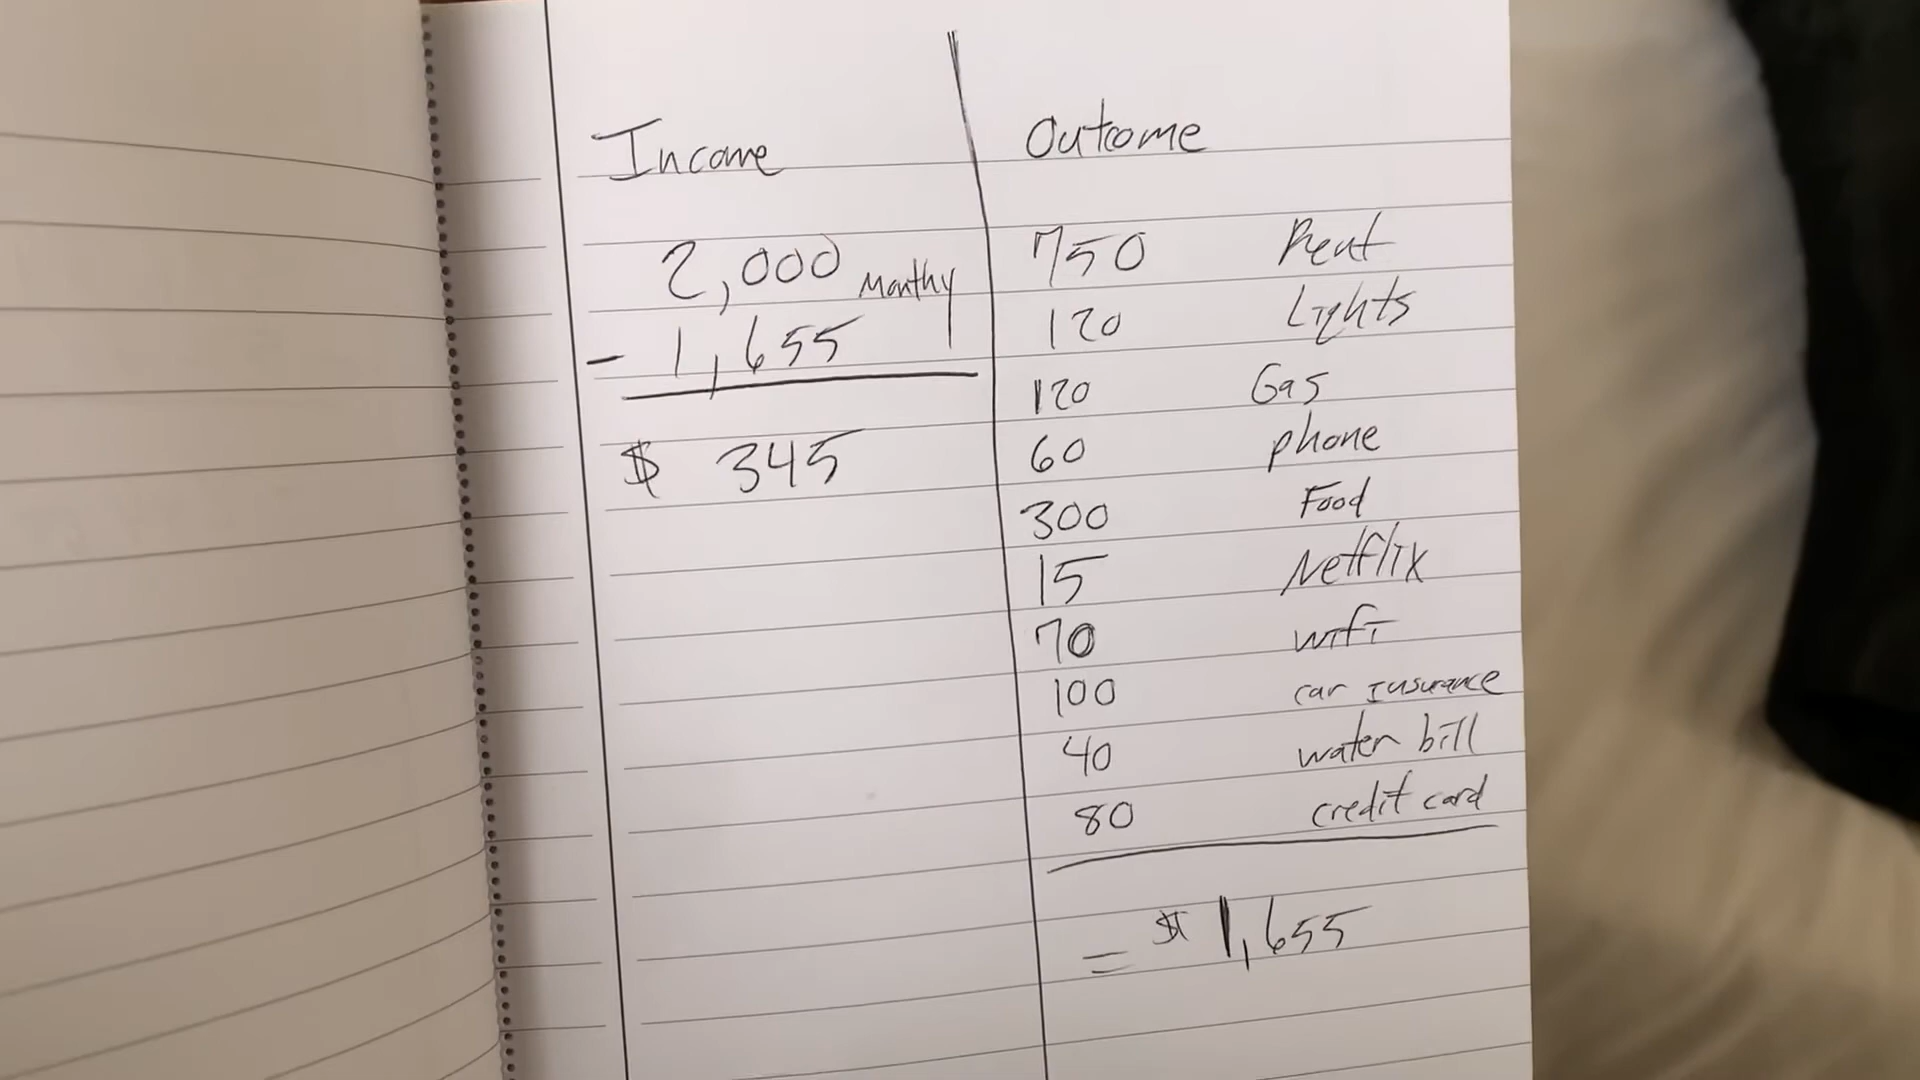 Income
2,000 Monthy
- 1,655
$ 345
Outcome
750 Rent
120 Lights
120 Gas
60 phone
300 Food
15 Netflix
70 wifi
100 car insurance
40 water bill
80 credit card
= $ 1,655